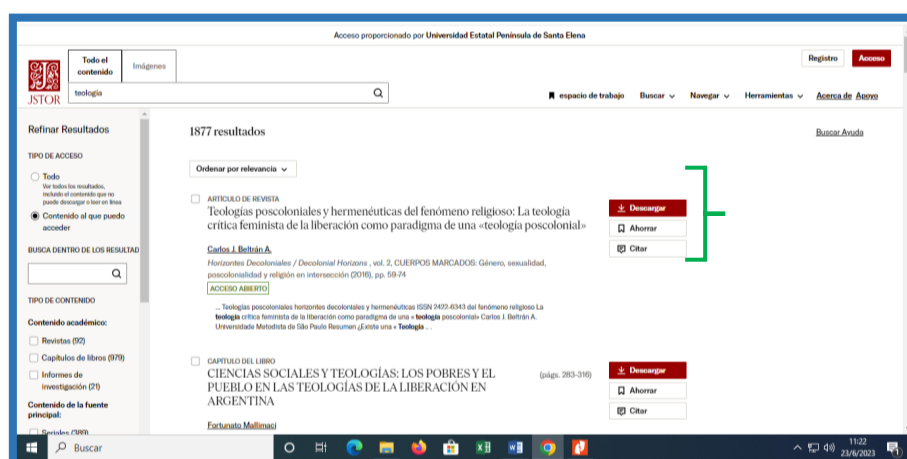 Acceso proporcionado por Universidad Estatal Península de Santa Elena
Todo el
contenido
Imágenes
Registro
Acceso
JSTOR
teología
espacio de trabajo
Buscar
Navegar
Herramientas
Acerca de
Apoyo
Refinar Resultados
1877 resultados
Buscar Ayuda
TIPO DE ACCESO
Todo
Ver todos los resultados,
incluido el contenido que no
puede descargar o leer en línea
Contenido al que puedo
acceder
BUSCA DENTRO DE LOS RESULTAD
TIPO DE CONTENIDO
Contenido académico:
Revistas (92)
Capítulos de libros (979)
Informes de
investigación (21)
Contenido de la fuente
principal:
Seriales (389)
Ordenar por relevancia
ARTÍCULO DE REVISTA
Teologías poscoloniales y hermenéuticas del fenómeno religioso: La teología
crítica feminista de la liberación como paradigma de una «teología poscolonial»
Carlos J. Beltrán A.
Horizontes Decoloniales / Decolonial Horizons , vol. 2, CUERPOS MARCADOS: Género, sexualidad,
poscolonialidad y religión en intersección (2016), pp. 59-74
ACCESO ABIERTO
... Teologías poscoloniales horizontes decoloniales y hermenéuticas ISSN 2422-6343 del fenómeno religioso La
teología crítica feminista de la liberación como paradigma de una « teología poscolonial» Carlos J. Beltrán A.
Universidade Metodista de São Paulo Resumen ¿Existe una « Teología ...
Descargar
Ahorrar
Citar
CAPÍTULO DEL LIBRO
CIENCIAS SOCIALES Y TEOLOGÍAS: LOS POBRES Y EL
PUEBLO EN LAS TEOLOGÍAS DE LA LIBERACIÓN EN
ARGENTINA
(págs. 283-316)
Fortunato Mallimaci
Descargar
Ahorrar
Citar
Buscar
11:22
23/6/2023